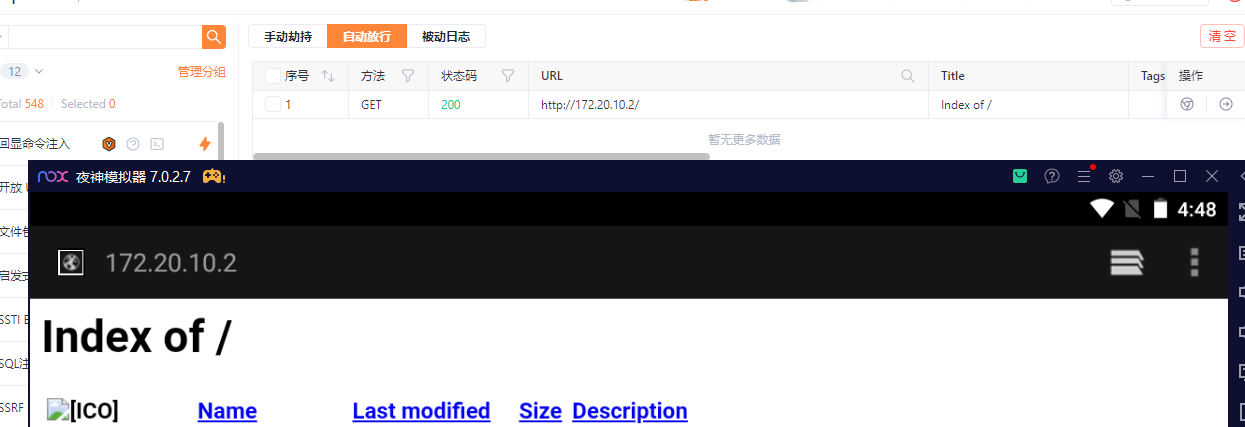 手动劫持 自动放行 被动日志 清 空
12 管理分组
序号 方法 状态码 URL Title Tags 操作
Total 548 Selected 0
1 GET 200 http://172.20.10.2/ Index of /
回显命令注入
暂无更多数据
nox 夜神模拟器 7.0.2.7
开放
4:48
文件包
172.20.10.2
启发式
SSTI
Index of /
SQL注
SSRF
[ICO] Name Last modified Size Description